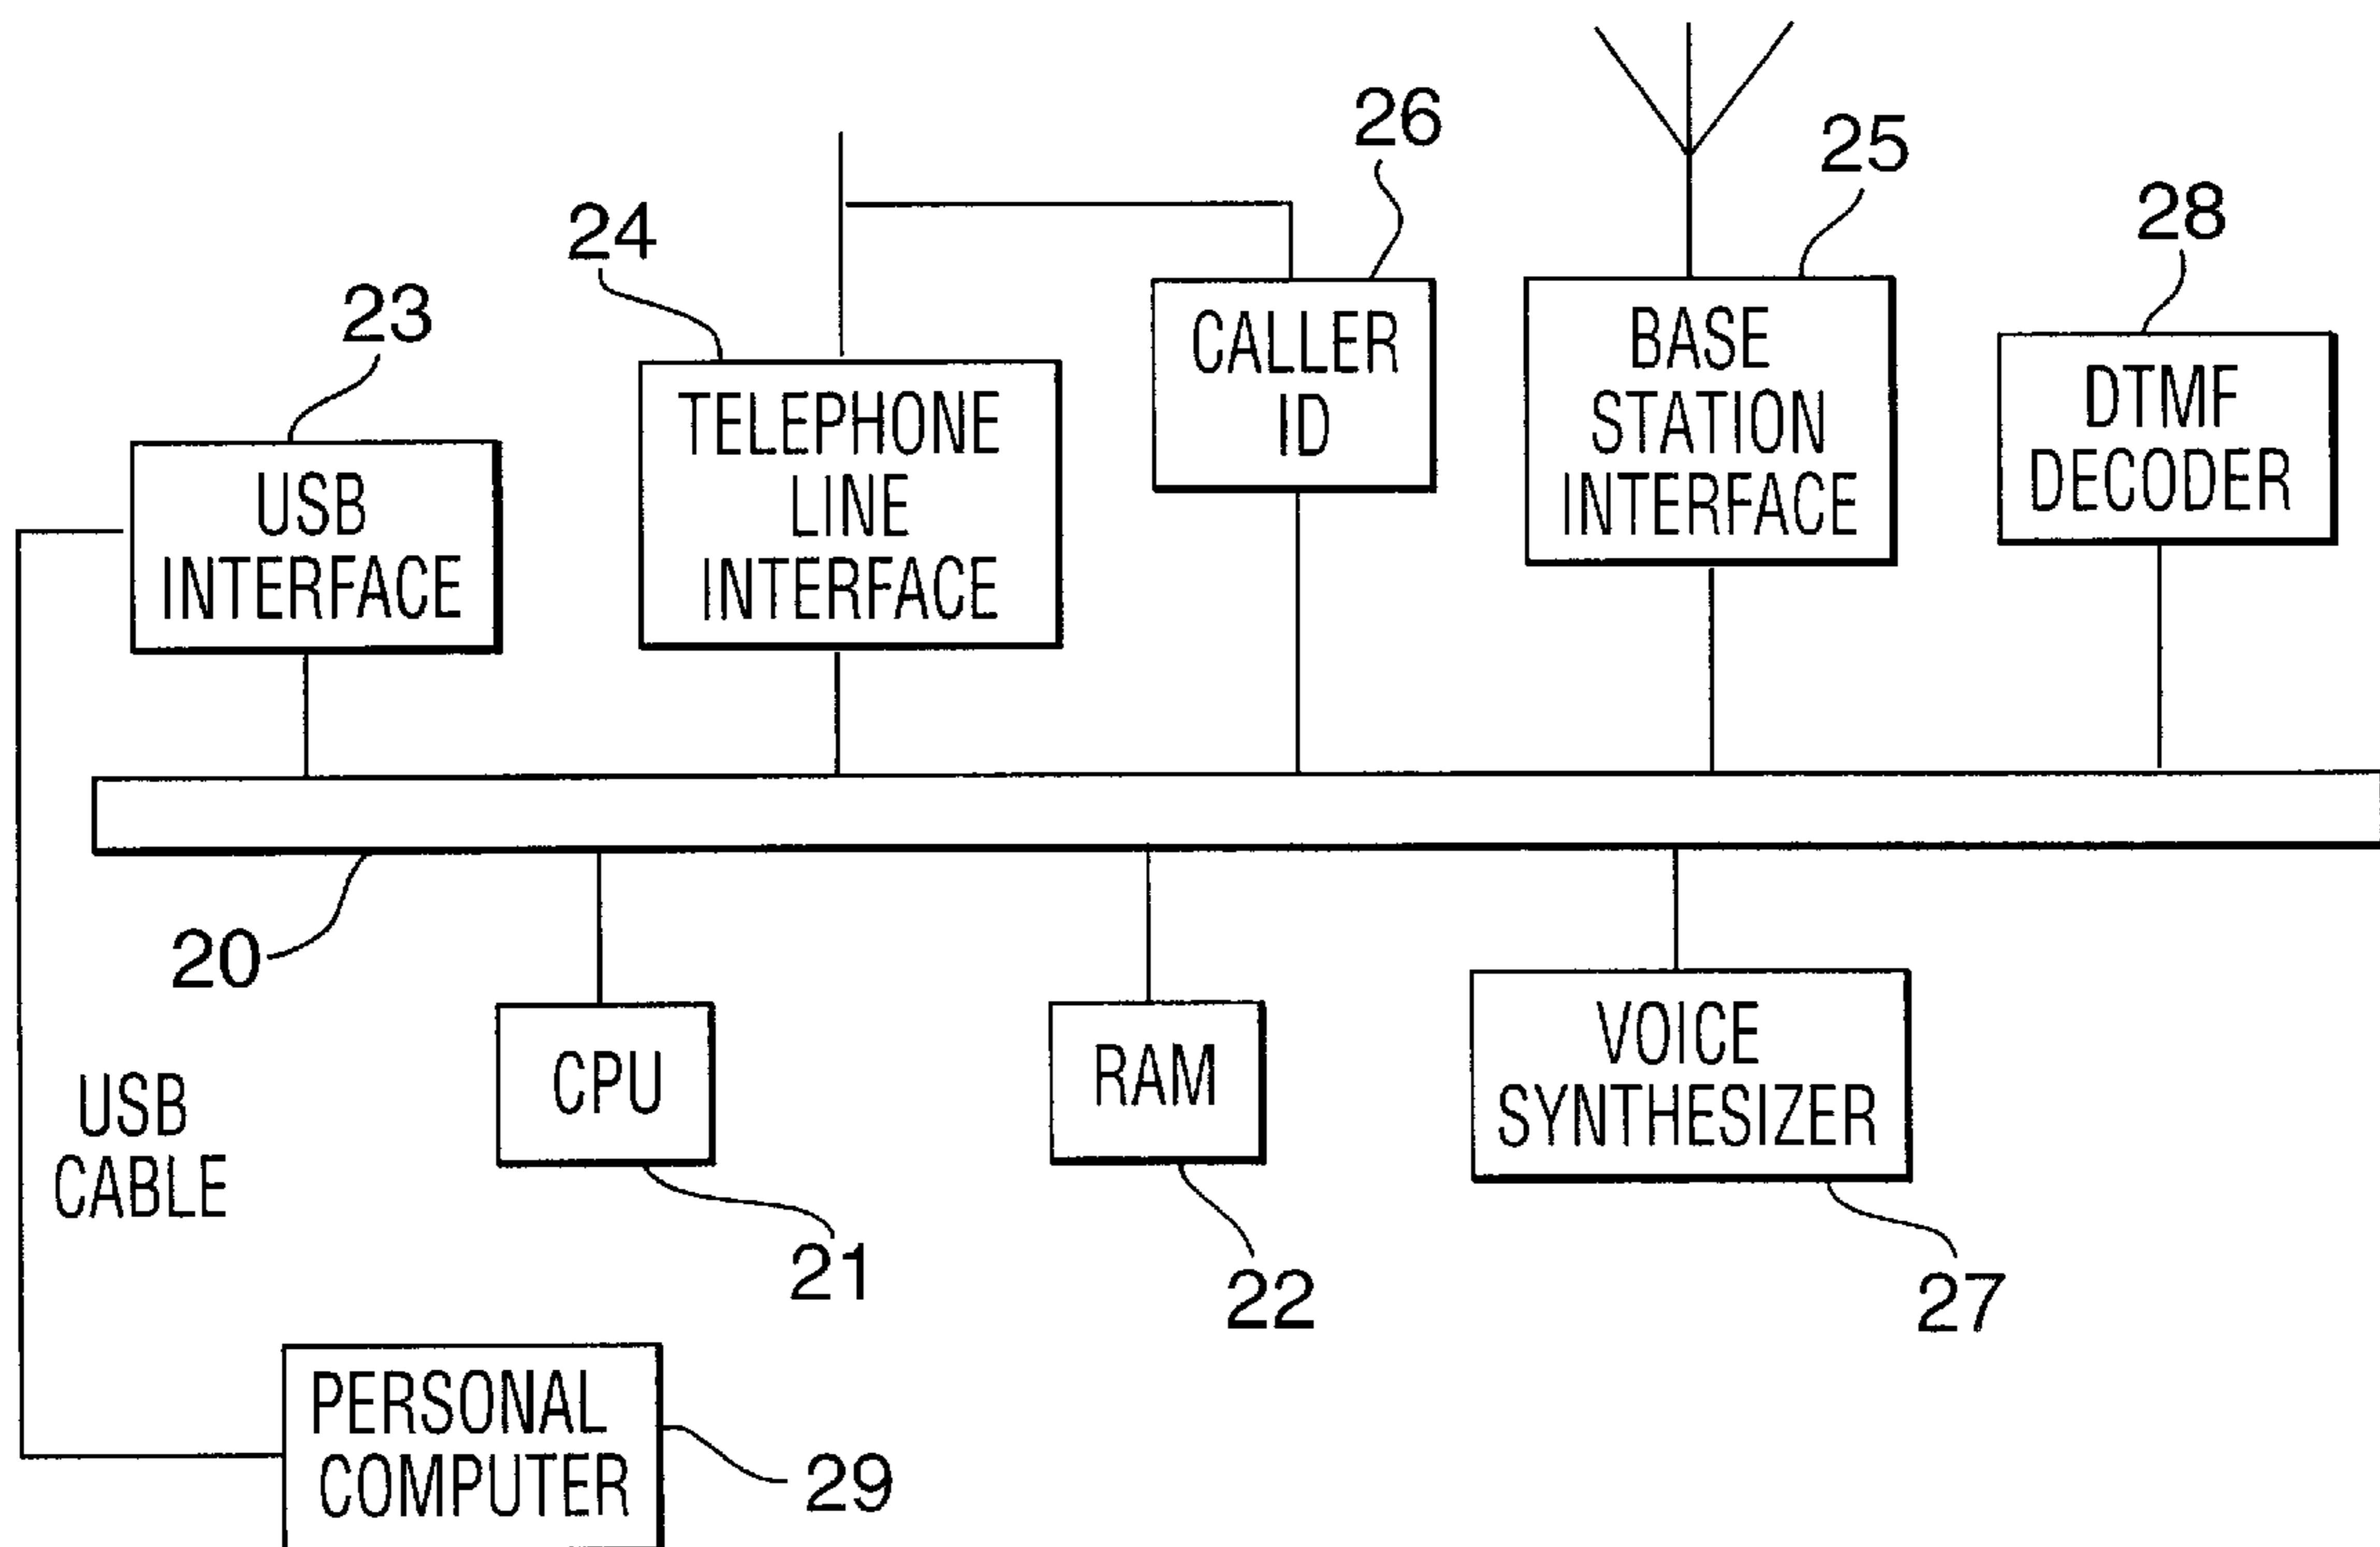 26
25
24
28
23
CALLER
ID
BASE
STATION
INTERFACE
DTMF
DECODER
TELEPHONE
LINE
INTERFACE
USB
INTERFACE
20
CPU
RAM
VOICE
SYNTHESIZER
USB
CABLE
21
22
27
PERSONAL
COMPUTER
29